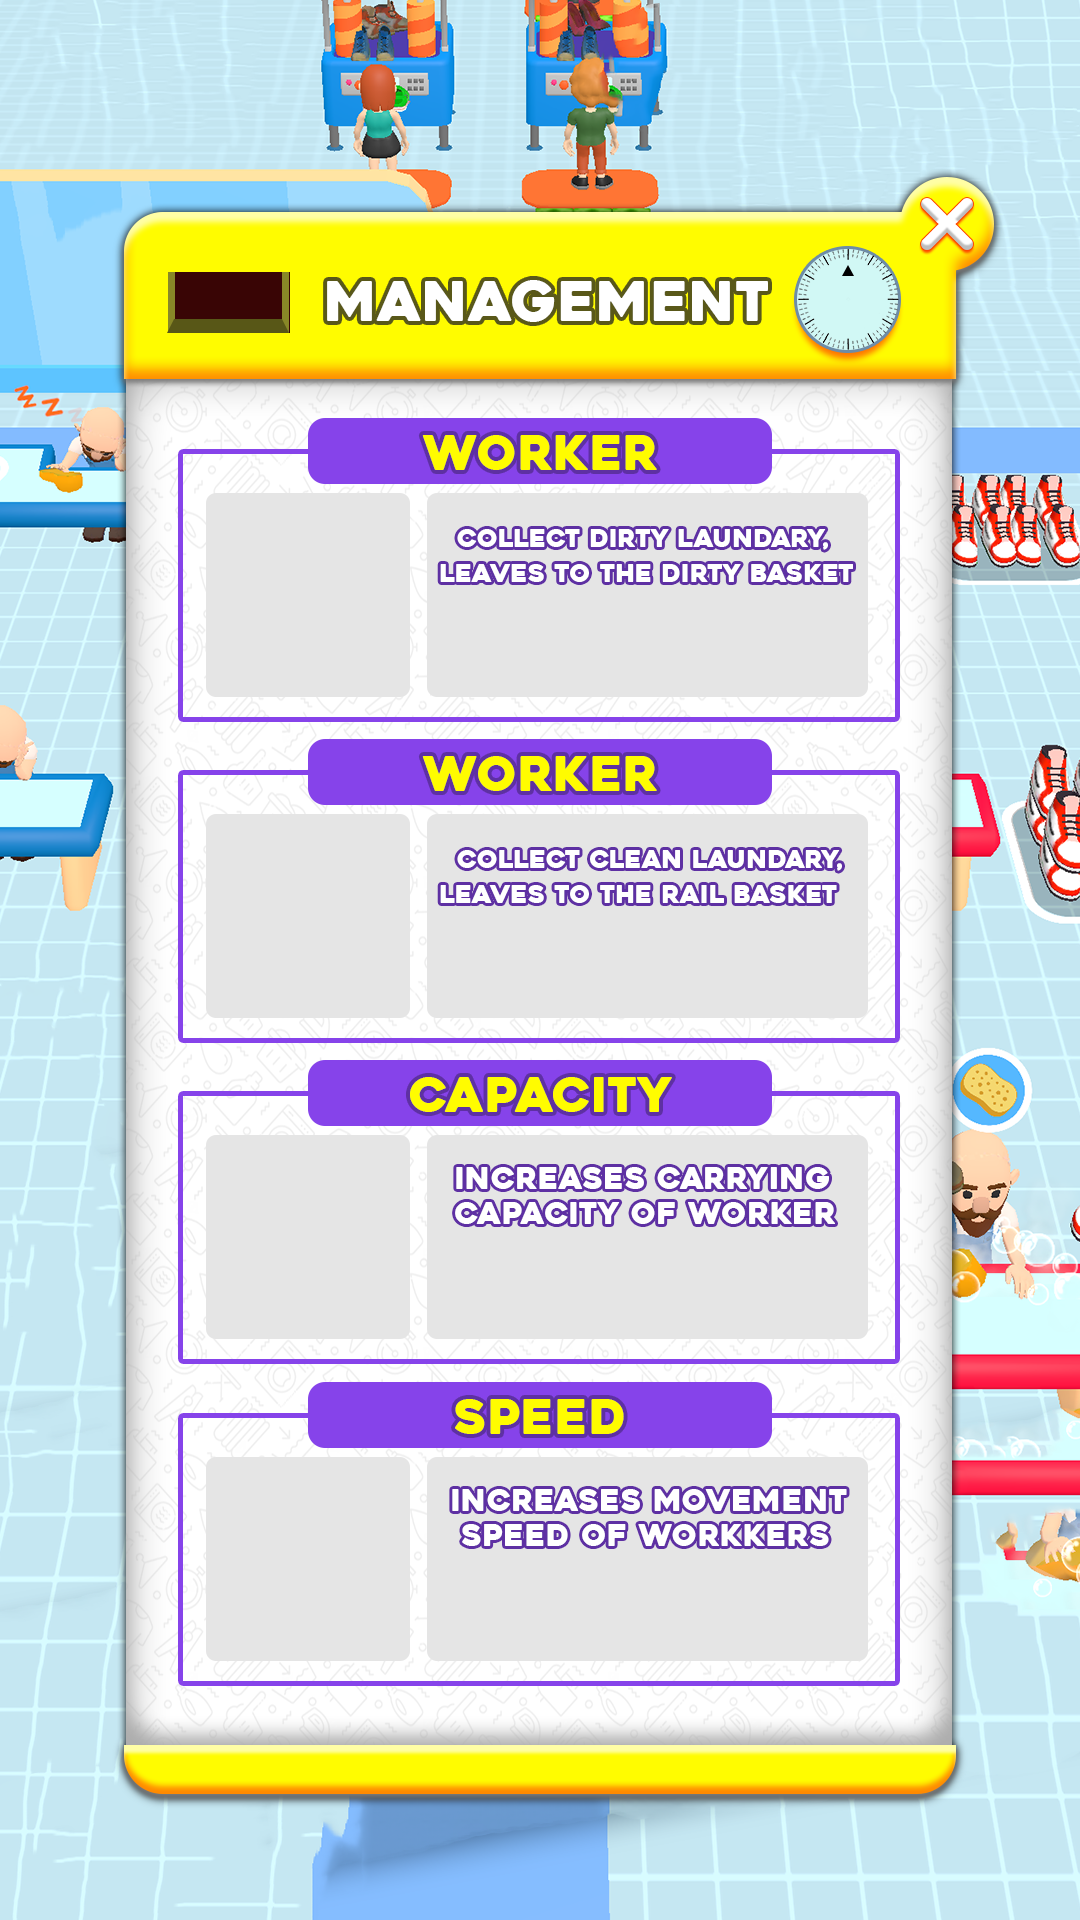 Z
Z
Z
MANAGEMENT
WORKER
COLLECT DIRTY LAUNDARY,
LEAVES TO THE DIRTY BASKET
WORKER
COLLECT CLEAN LAUNDARY,
LEAVES TO THE RAIL BASKET
CAPACITY
INCREASES CARRYING
CAPACITY OF WORKER
SPEED
INCREASES MOVEMENT
SPEED OF WORKKERS